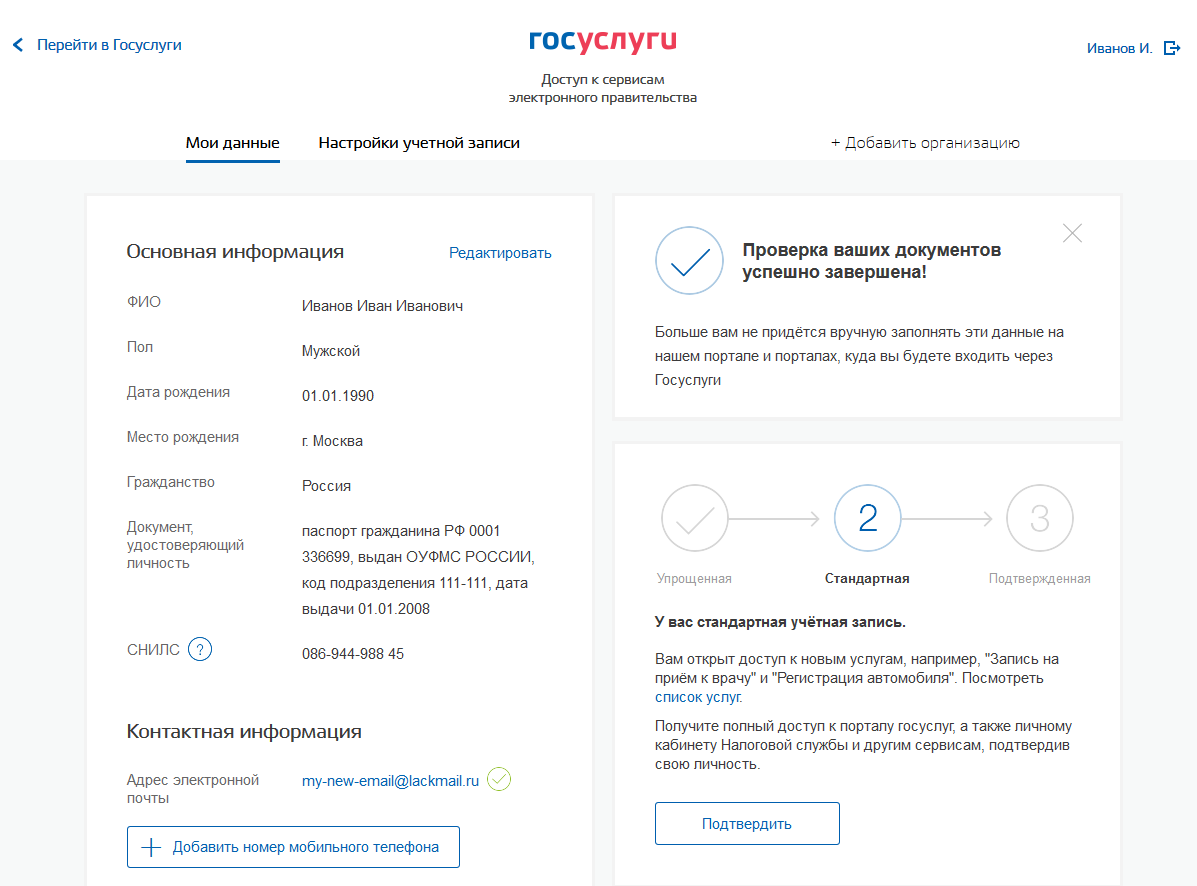 Перейти в Госуслуги
госуслуги
Доступ к сервисам
электронного правительства
Иванов И.
Мои данные
Настройки учетной записи
+ Добавить организацию
Основная информация
Редактировать
ФИО
Иванов Иван Иванович
Пол
Мужской
Дата рождения
01.01.1990
Место рождения
г. Москва
Гражданство
Россия
Документ,
удостоверяющий
личность
паспорт гражданина РФ 0001
336699, выдан ОУФМС РОССИИ,
код подразделения 111-111, дата
выдачи 01.01.2008
СНИЛС ?
086-944-988 45
Контактная информация
Адрес электронной
почты
my-new-email@lackmail.ru
Добавить номер мобильного телефона
Проверка ваших документов
успешно завершена!
Больше вам не придётся вручную заполнять эти данные на
нашем портале и порталах, куда вы будете входить через
Госуслуги
2
3
Упрощенная
Стандартная
Подтвержденная
У вас стандартная учётная запись.
Вам открыт доступ к новым услугам, например, "Запись на
приём к врачу" и "Регистрация автомобиля". Посмотреть
список услуг.
Получите полный доступ к порталу госуслуг, а также личному
кабинету Налоговой службы и другим сервисам, подтвердив
свою личность.
Подтвердить